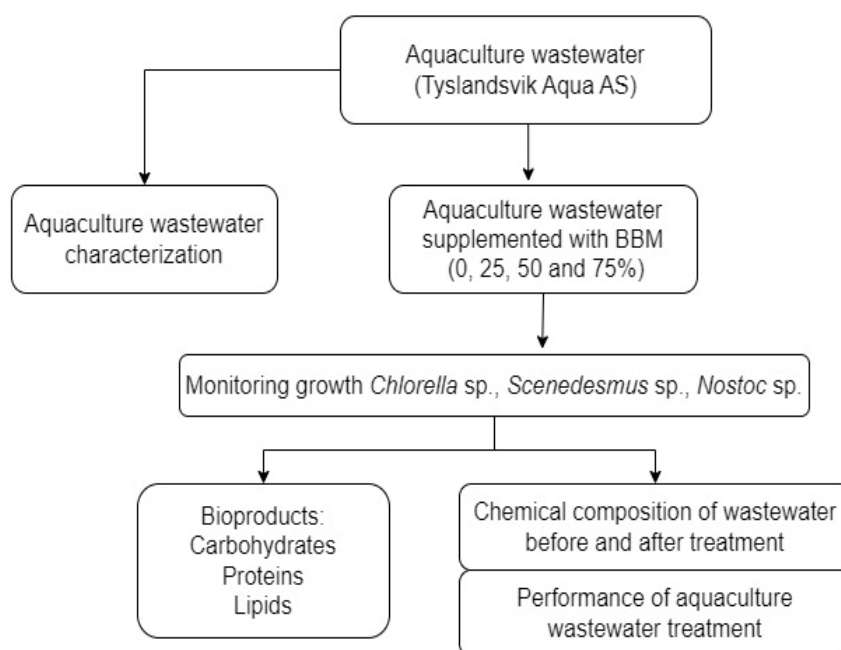 Aquaculture wastewater
(Tyslandsvik Aqua AS)
Aquaculture wastewater
characterization
Aquaculture wastewater
supplemented with BBM
(0, 25, 50 and 75%)
Monitoring growth Chlorella sp., Scenedesmus sp., Nostoc sp.
Bioproducts:
Carbohydrates
Proteins
Lipids
Chemical composition of wastewater
before and after treatment
Performance of aquaculture
wastewater treatment